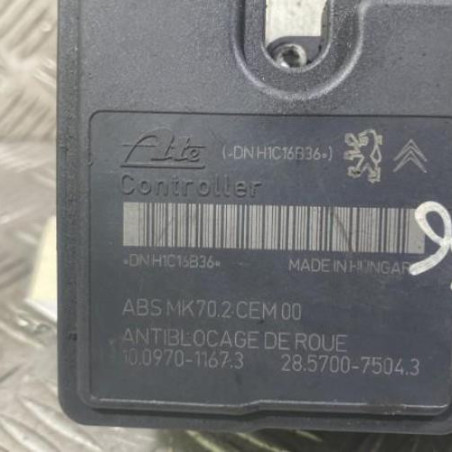 Ate (-DN H1C16B36*)
Controller
*DN H1C16B36* MADE IN HUNGAR
ABS MK70.2 CEM 00
ANTIBLOCAGE DE ROUE
10.0970-1167.3 28.5700-7504.3